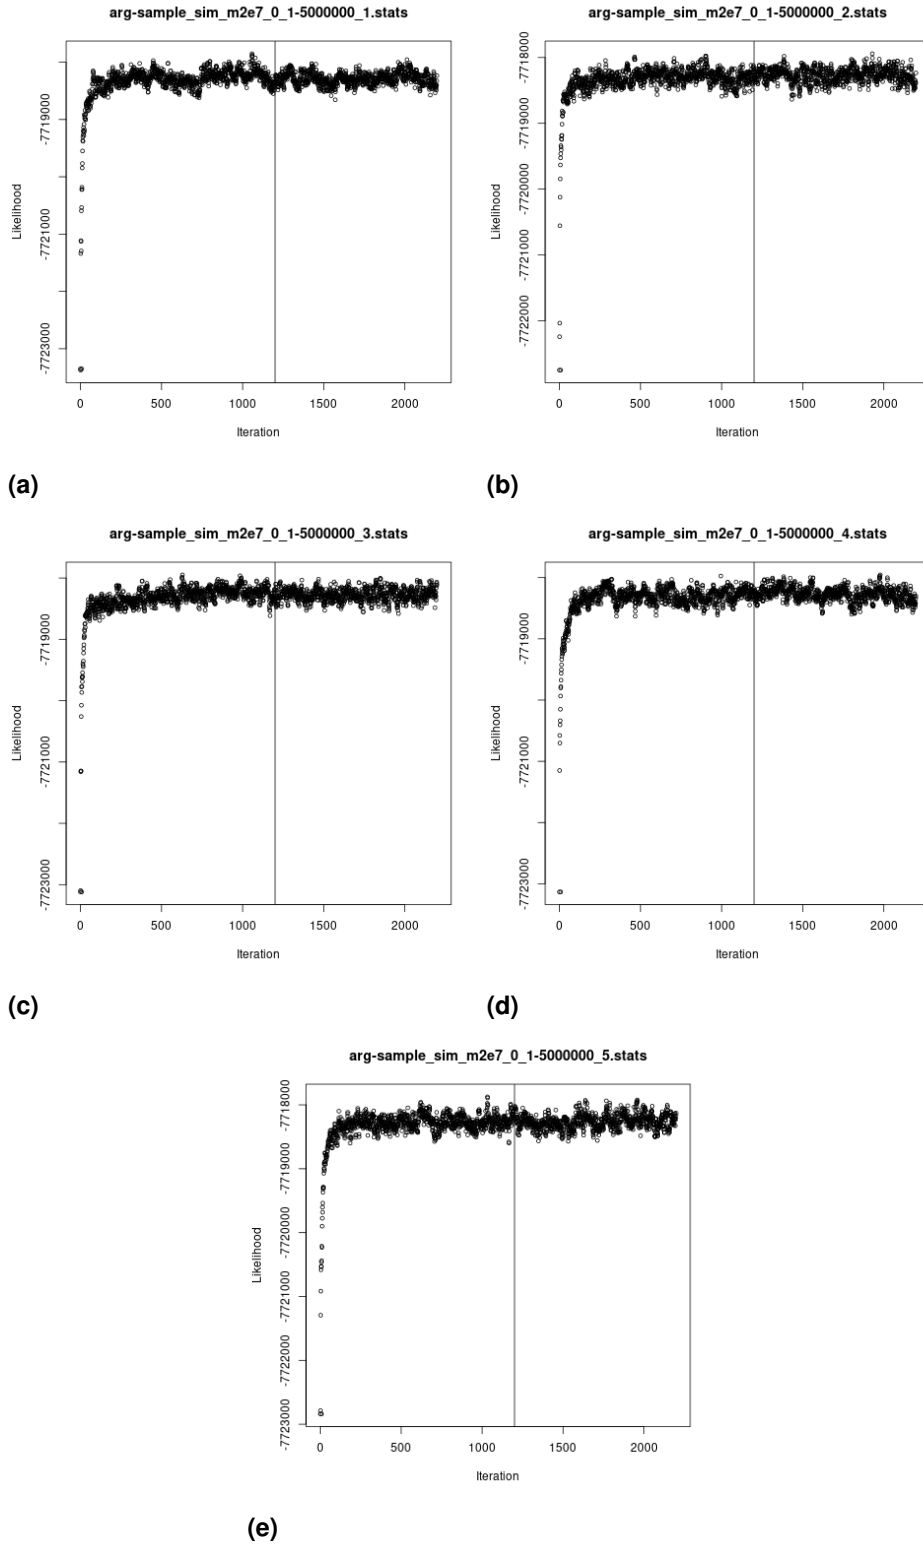 arg-sample_sim_m2e7_0_1-5000000_1.stats
Likelihood
-7723000
-7721000
-7719000
0 500 1000 1500 2000
Iteration
(a)
arg-sample_sim_m2e7_0_1-5000000_2.stats
Likelihood
-7722000
-7721000
-7720000
-7719000
-7718000
0 500 1000 1500 2000
Iteration
(b)
arg-sample_sim_m2e7_0_1-5000000_3.stats
Likelihood
-7723000
-7721000
-7719000
0 500 1000 1500 2000
Iteration
(c)
arg-sample_sim_m2e7_0_1-5000000_4.stats
Likelihood
-7723000
-7721000
-7719000
0 500 1000 1500 2000
Iteration
(d)
arg-sample_sim_m2e7_0_1-5000000_5.stats
Likelihood
-7723000
-7722000
-7721000
-7720000
-7719000
-7718000
0 500 1000 1500 2000
Iteration
(e)